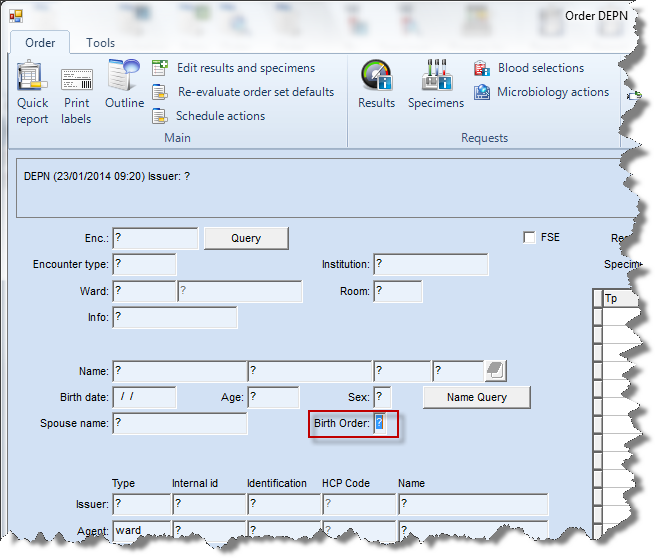 Order DEPN
Order Tools
Quick report
Print labels
Outline
Edit results and specimens
Re-evaluate order set defaults
Schedule actions
Main
Results
Specimens
Blood selections
Microbiology actions
Requests
DEPN (23/01/2014 09:20) Issuer: ?
Enc.: ? Query FSE
Encounter type: ? Institution: ? Specim
Ward: ? ? Room: ?
Info: ? Tp
Name: ? ? ? ?
Birth date: / / Age: ? Sex: ? Name Query
Spouse name: ? Birth Order: ?
Type Internal id Identification HCP Code Name
Issuer: ? ? ? ? ?
Agent: ward ? ? ? ?